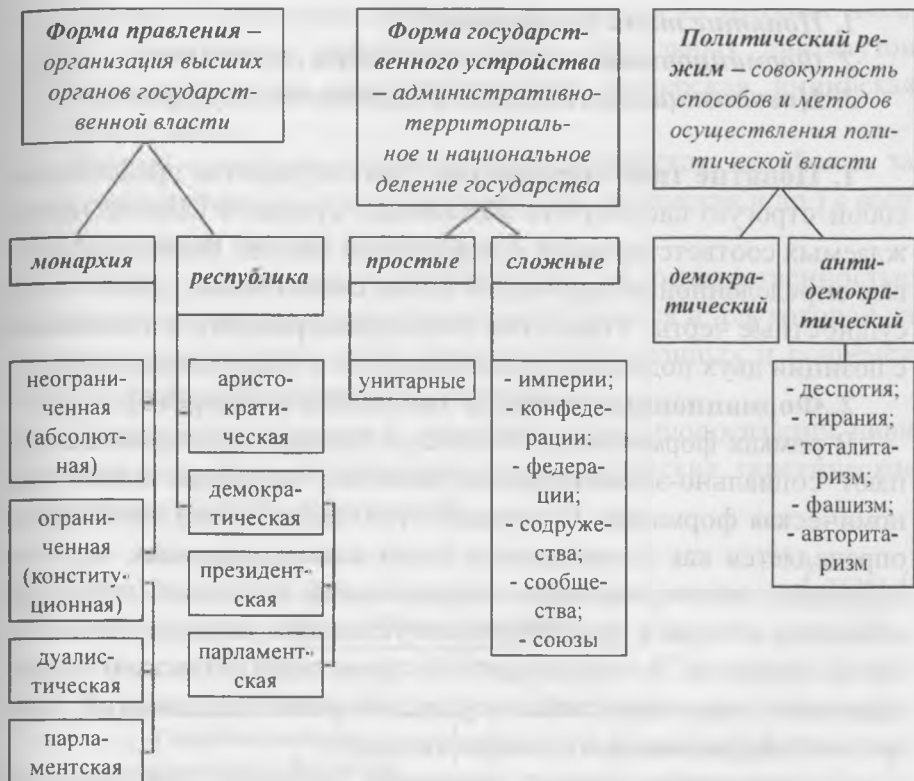 Форма правления –
организация высших
органов государст-
венной власти
Форма государст-
венного устройства
– административно-
территориаль-
ное и национальное
деление государства
Политический ре-
жим – совокупность
способов и методов
осуществления поли-
тической власти
монархия
республика
простые
сложные
демокра-
тический
анти-
демокра-
тический
неограни-
ченная
(абсолют-
ная)
ограни-
ченная
(конститу-
ционная)
дуалис-
тическая
парла-
ментская
аристо-
крати-
ческая
демокра-
тическая
президент-
ская
парламент-
ская
унитарные
- империи;
- конфеде-
рации;
- федера-
ции;
- содруже-
ства;
- сообще-
ства;
- союзы
- деспотия;
- тирания;
- тоталита-
ризм;
- фашизм;
- авторита-
ризм